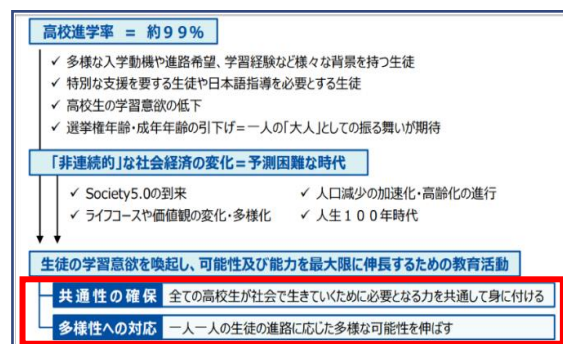 高校進学率 = 約99%
✓ 多様な入学動機や進路希望、学習経験など様々な背景を持つ生徒
✓ 特別な支援を要する生徒や日本語指導を必要とする生徒
✓ 高校生の学習意欲の低下
✓ 選挙権年齢・成年年齢の引下げ=一人の「大人」としての振る舞いが期待
「非連続的」な社会経済の変化=予測困難な時代
✓ Society5.0の到来
✓ 人口減少の加速化・高齢化の進行
✓ ライフコースや価値観の変化・多様化
✓ 人生100年時代
生徒の学習意欲を喚起し、可能性及び能力を最大限に伸長するための教育活動
共通性の確保 全ての高校生が社会で生きていくために必要となる力を共通して身に付ける
多様性への対応 一人一人の生徒の進路に応じた多様な可能性を伸ばす